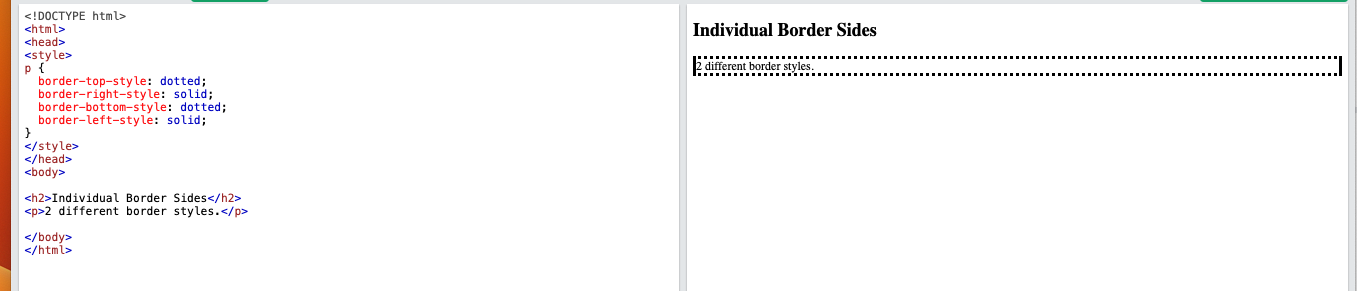 <!DOCTYPE html>
<html>
<head>
<style>
p {
  border-top-style: dotted;
  border-right-style: solid;
  border-bottom-style: dotted;
  border-left-style: solid;
}
</style>
</head>
<body>

<h2>Individual Border Sides</h2>
<p>2 different border styles.</p>

</body>
</html>
Individual Border Sides
2 different border styles.